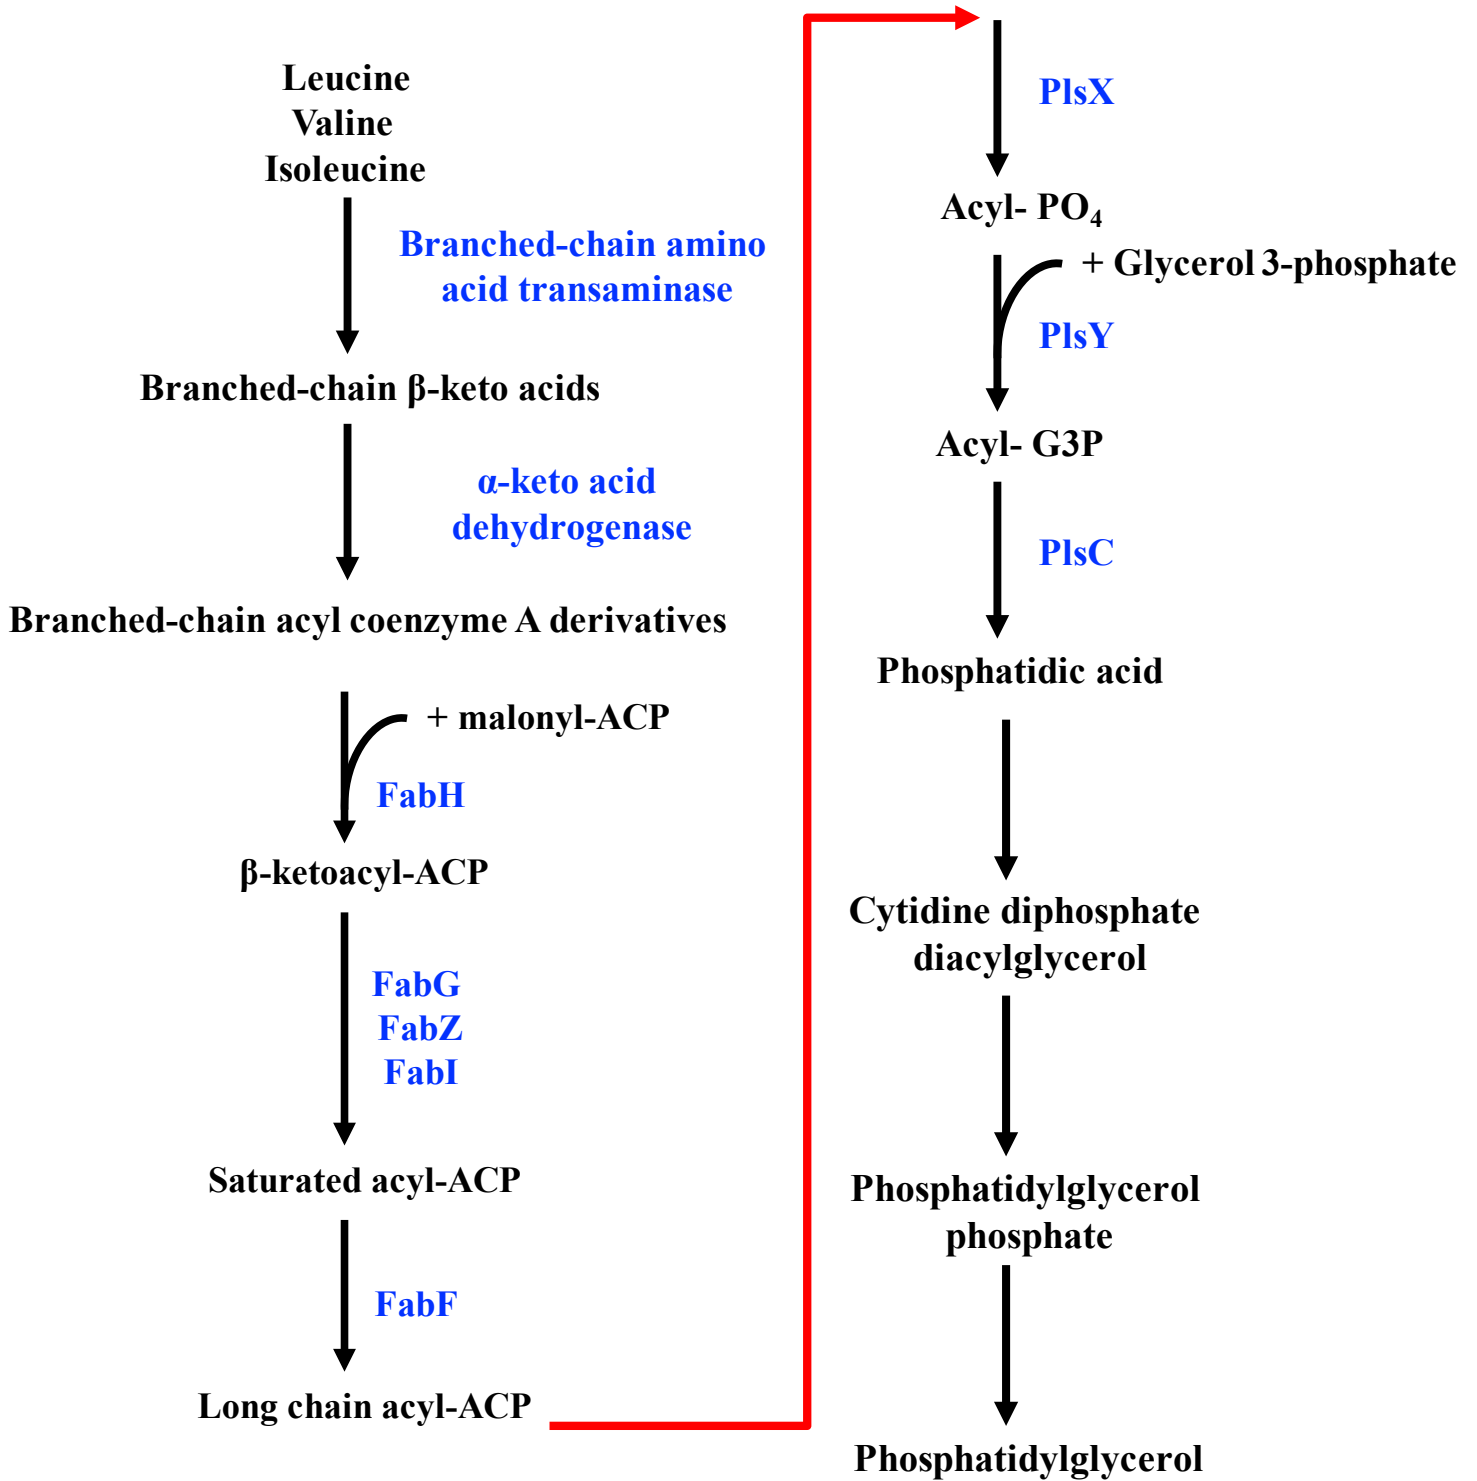 Leucine
Valine
Isoleucine
Branched-chain amino
acid transaminase
Branched-chain β-keto acids
α-keto acid
dehydrogenase
Branched-chain acyl coenzyme A derivatives
+ malonyl-ACP
FabH
β-ketoacyl-ACP
FabG
FabZ
FabI
Saturated acyl-ACP
FabF
Long chain acyl-ACP
PlsX
Acyl- PO₄
+ Glycerol 3-phosphate
PlsY
Acyl- G3P
PlsC
Phosphatidic acid
Cytidine diphosphate
diacylglycerol
Phosphatidylglycerol
phosphate
Phosphatidylglycerol